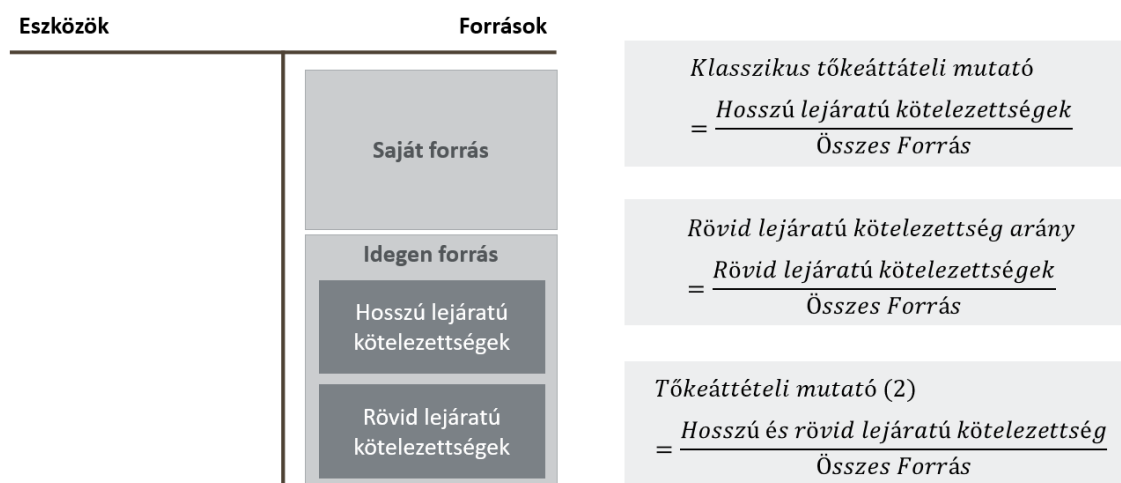 Eszközök
Források
Saját forrás
Idegen forrás
Hosszú lejáratú
kötelezettségek
Rövid lejáratú
kötelezettségek
Klasszikus tőkeáttáteli mutató
= Hosszú lejáratú kötelezettségek
Összes Forrás
Rövid lejáratú kötelezettség arány
= Rövid lejáratú kötelezettségek
Összes Forrás
Tőkeáttételi mutató (2)
= Hosszú és rövid lejáratú kötelezettség
Összes Forrás